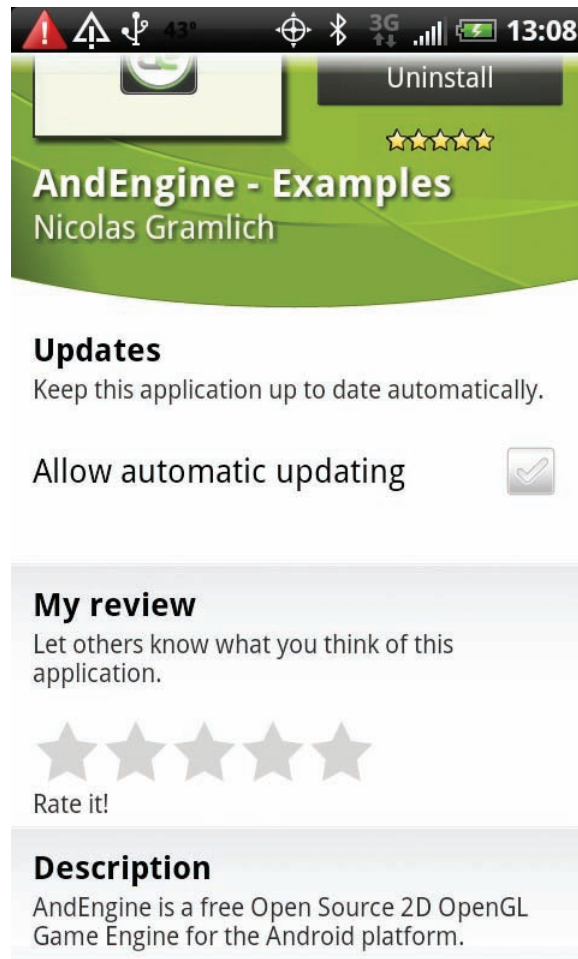 43° 3G 13:08
Uninstall
AndEngine - Examples
Nicolas Gramlich
Updates
Keep this application up to date automatically.
Allow automatic updating
My review
Let others know what you think of this
application.
Rate it!
Description
AndEngine is a free Open Source 2D OpenGL
Game Engine for the Android platform.